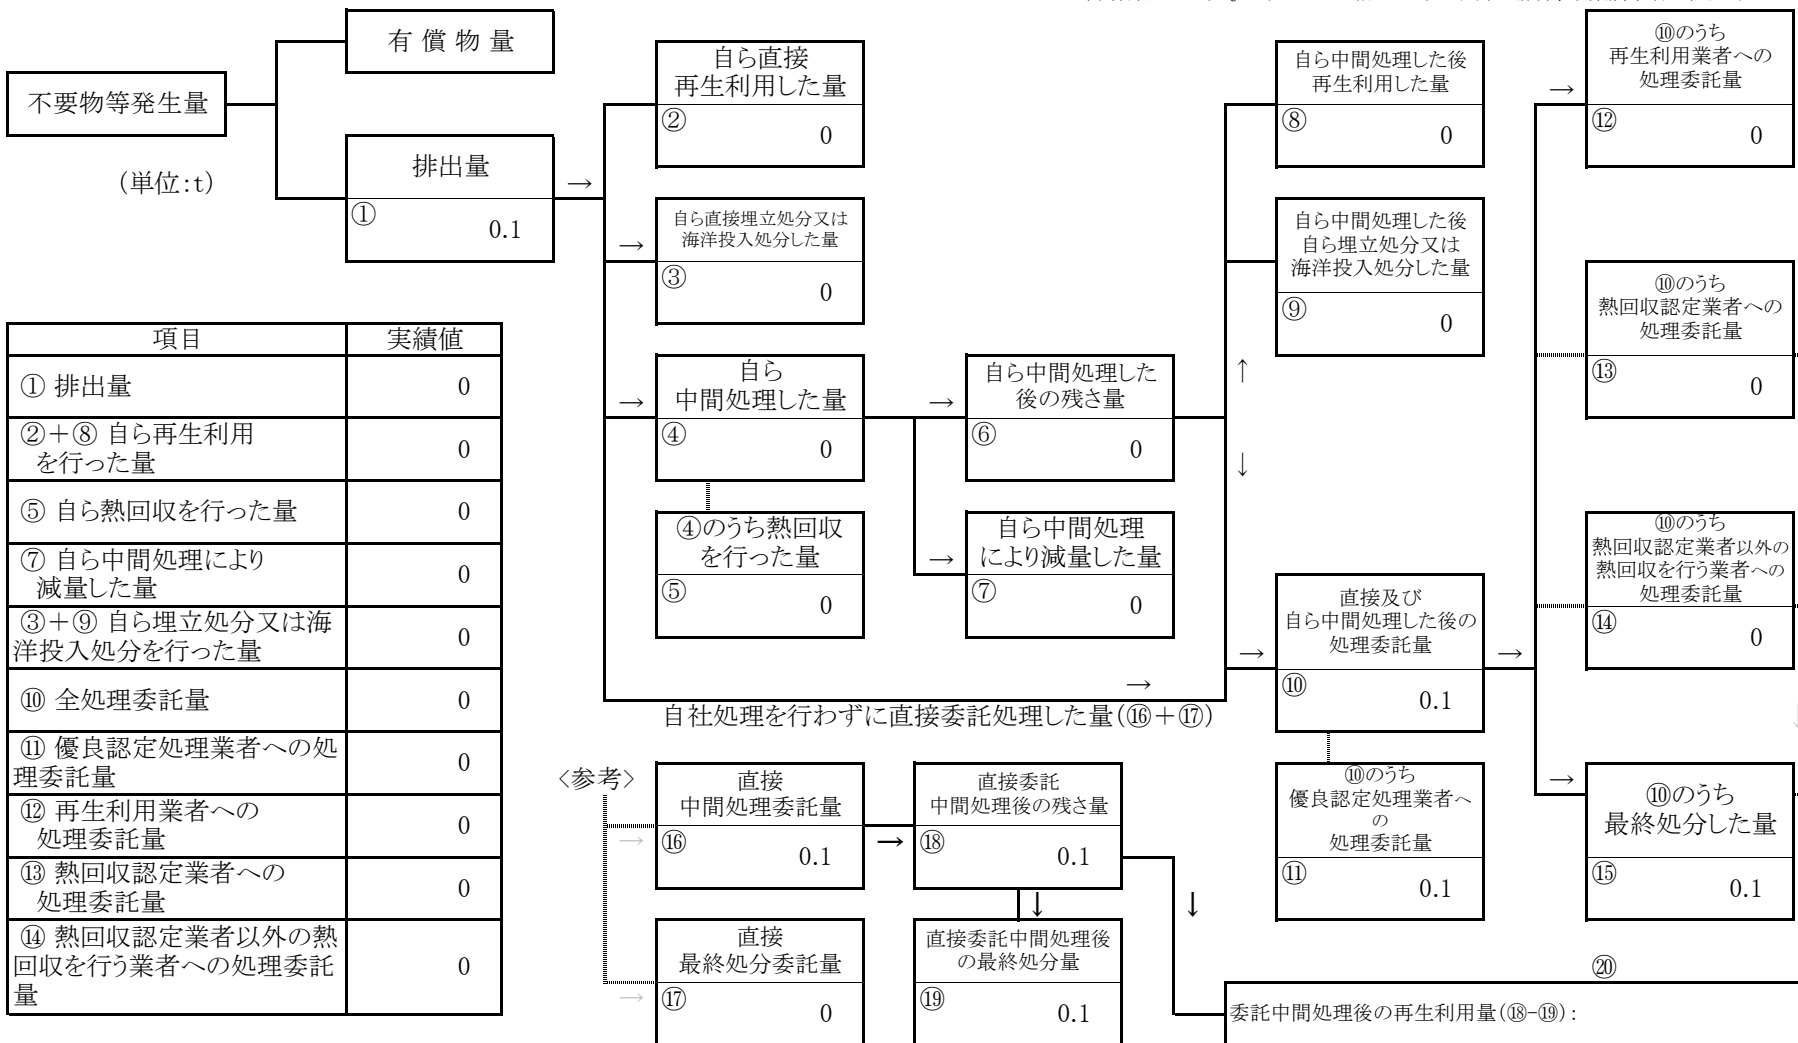 有 償 物 量
不要物等発生量
(単位:t)
排出量
①
0.1
→
自ら直接
再生利用した量
②
0
→
自ら直接埋立処分又は
海洋投入処分した量
③
0
→
自ら
中間処理した量
④
0
④のうち熱回収
を行った量
⑤
0
→
自ら中間処理した
後の残さ量
⑥
0
→
自ら中間処理
により減量した量
⑦
0
自ら中間処理した後
再生利用した量
⑧
0
自ら中間処理した後
自ら埋立処分又は
海洋投入処分した量
⑨
0
↑
↓
→
→
自社処理を行わずに直接委託処理した量(⑯+⑰)
直接及び
自ら中間処理した後の
処理委託量
⑩
0.1
→
⑩のうち
優良認定処理業者へ
の
処理委託量
⑪
0.1
→
⑩のうち
再生利用業者への
処理委託量
⑫
0
⑩のうち
熱回収認定業者への
処理委託量
⑬
0
⑩のうち
熱回収認定業者以外の
熱回収を行う業者への
処理委託量
⑭
0
→
⑩のうち
最終処分した量
⑮
0.1
項目 実績値
① 排出量 0
②+⑧ 自ら再生利用
を行った量 0
⑤ 自ら熱回収を行った量 0
⑦ 自ら中間処理により
減量した量 0
③+⑨ 自ら埋立処分又は海
洋投入処分を行った量 0
⑩ 全処理委託量 0
⑪ 優良認定処理業者への処
理委託量 0
⑫ 再生利用業者への
処理委託量 0
⑬ 熱回収認定業者への
処理委託量 0
⑭ 熱回収認定業者以外の熱
回収を行う業者への処理委託
量 0
<参考>
→
直接
中間処理委託量
⑯
0.1
→
直接委託
中間処理後の残さ量
⑱
0.1
↓
↓
→
直接
最終処分委託量
⑰
0
直接委託中間処理後
の最終処分量
⑲
0.1
⑳
委託中間処理後の再生利用量(⑱-⑲):